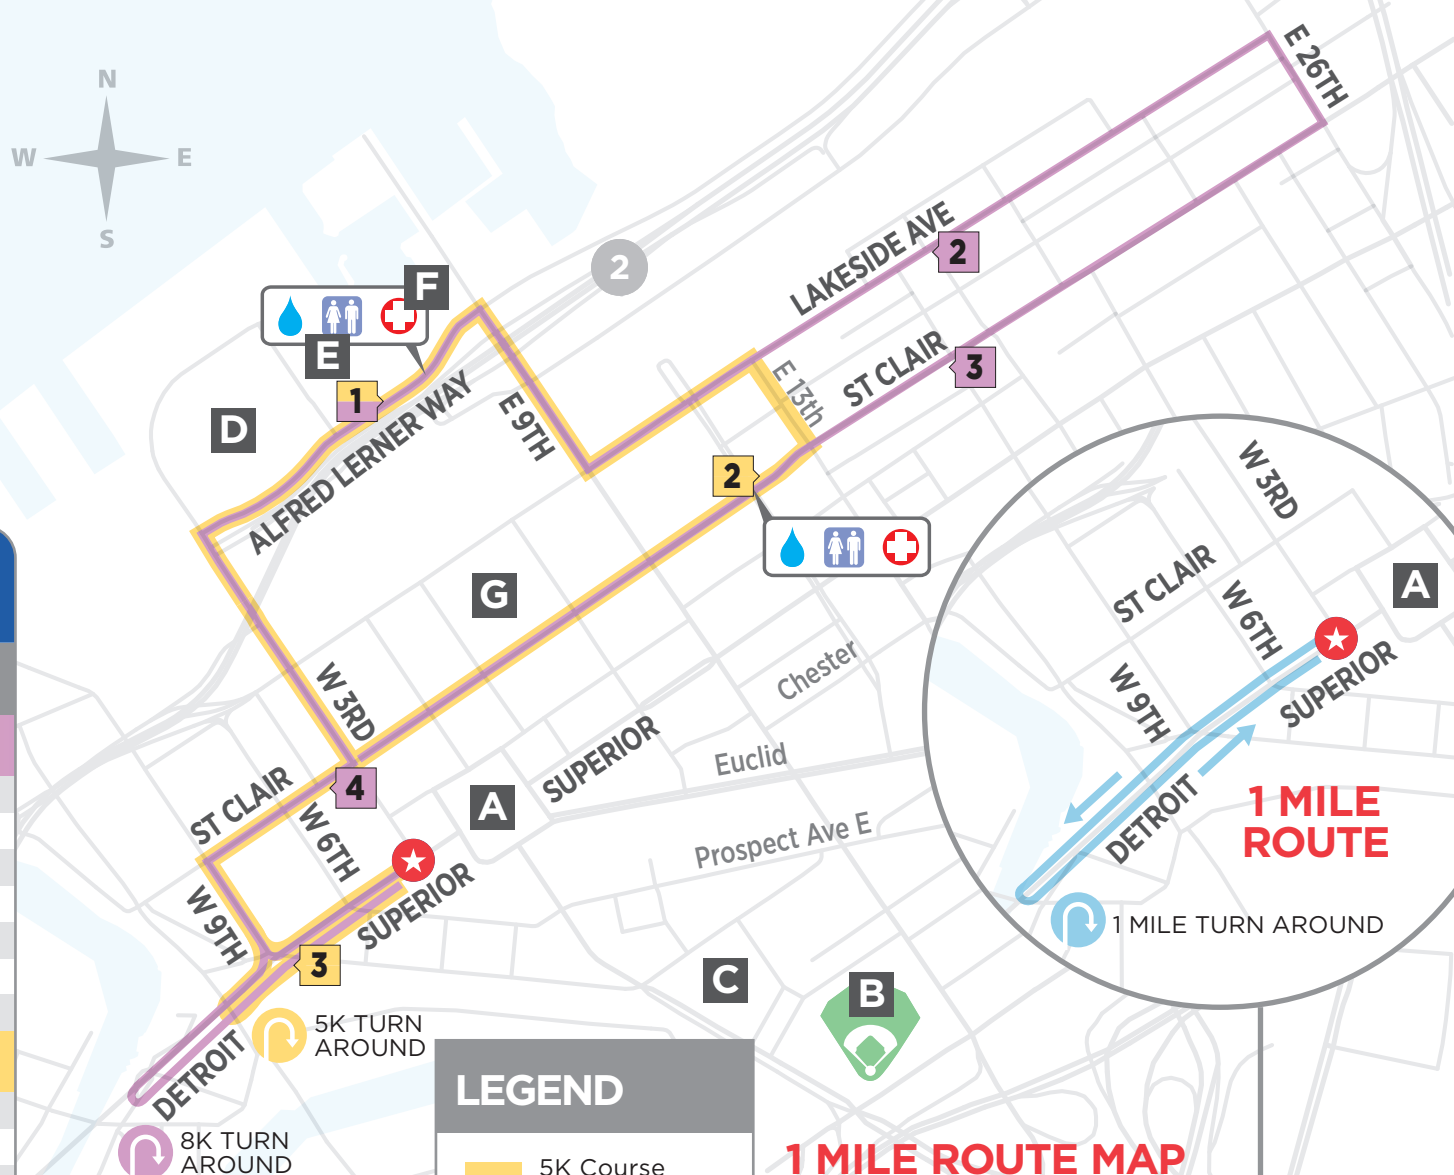 N
W
E
S
E 26TH
LAKESIDE AVE
2
2
F
E
1
D
ALFRED LERNER WAY
E 9TH
E 13th
ST CLAIR
3
2
G
W 3RD
Chester
SUPERIOR
Euclid
Prospect Ave E
4
ST CLAIR
W 6TH
A
SUPERIOR
W 9TH
3
5K TURN
AROUND
DETROIT
8K TURN
AROUND
C
B
W 3RD
ST CLAIR
W 6TH
A
SUPERIOR
W 9TH
DETROIT
1 MILE
ROUTE
1 MILE TURN AROUND
LEGEND
5K Course
1 MILE ROUTE MAP